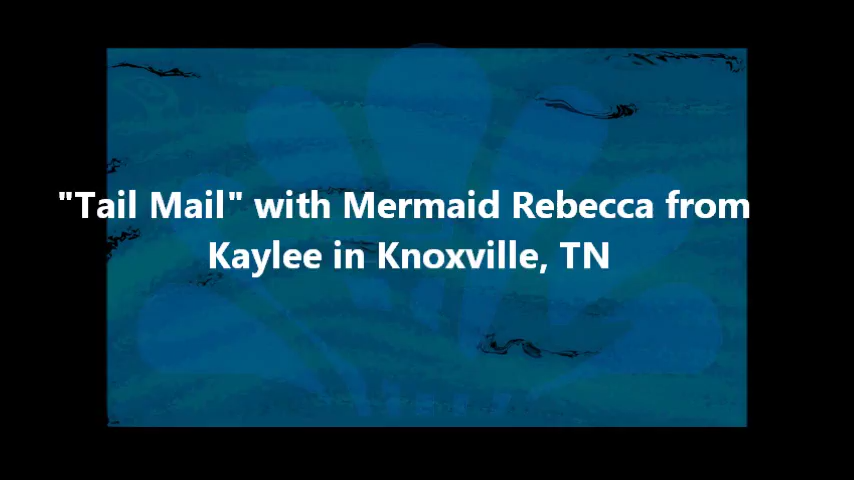 "Tail Mail" with Mermaid Rebecca from
Kaylee in Knoxville, TN